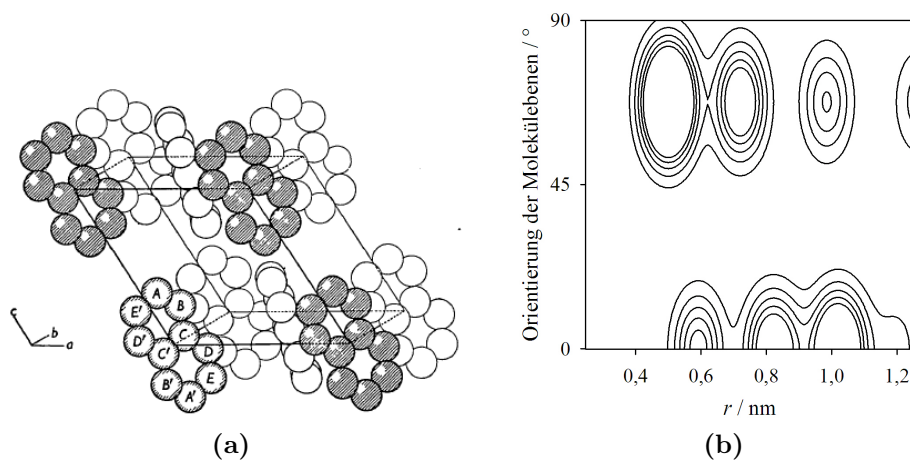 c
b
a
A
B
E'
C
D'
D
C'
B'
E
A'
(a)
Orientierung der Molekülebenen / °
90
45
0
0,4
0,6
0,8
1,0
1,2
r / nm
(b)